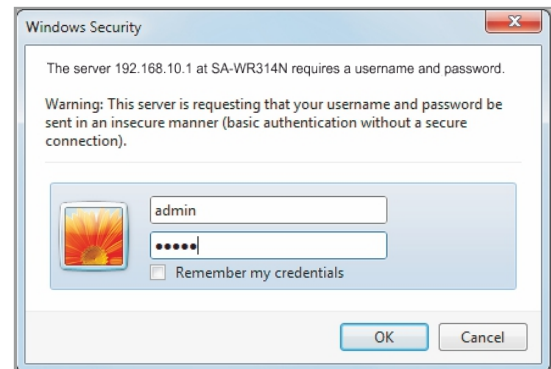 Windows Security
The server 192.168.10.1 at SA-WR314N requires a username and password.
Warning: This server is requesting that your username and password be
sent in an insecure manner (basic authentication without a secure
connection).
admin
•••••
Remember my credentials
OK
Cancel